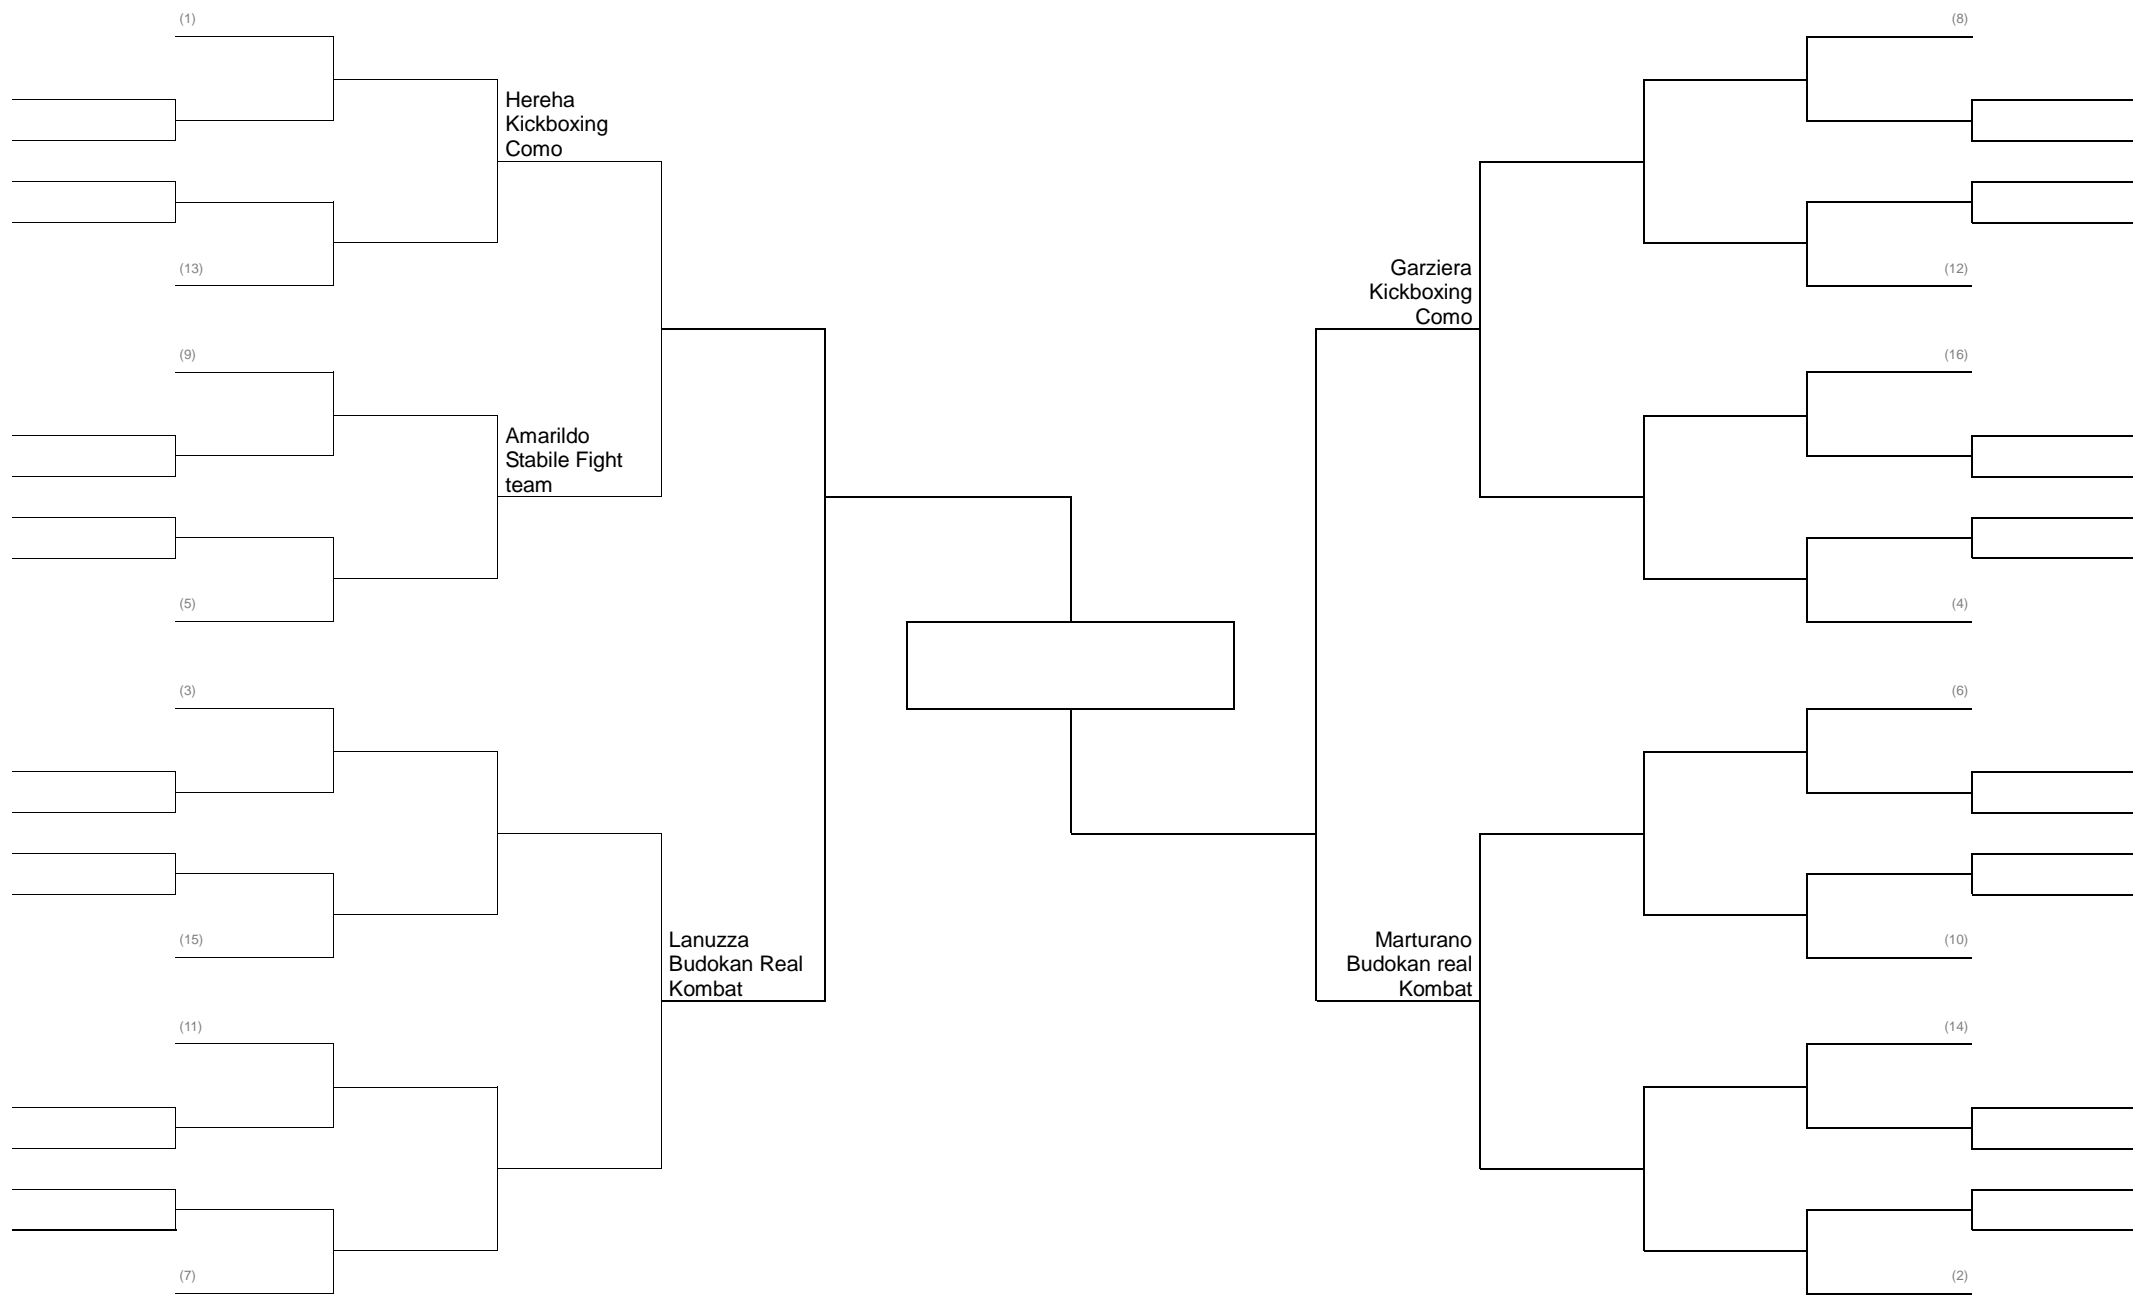 (1)
Hereha
Kickboxing
Como
(13)
(9)
Amarildo
Stabile Fight
team
(5)
(3)
(15)
Lanuzza
Budokan Real
Kombat
(11)
(7)
(8)
Garziera
Kickboxing
Como
(12)
(16)
(4)
(6)
Marturano
Budokan real
Kombat
(10)
(14)
(2)